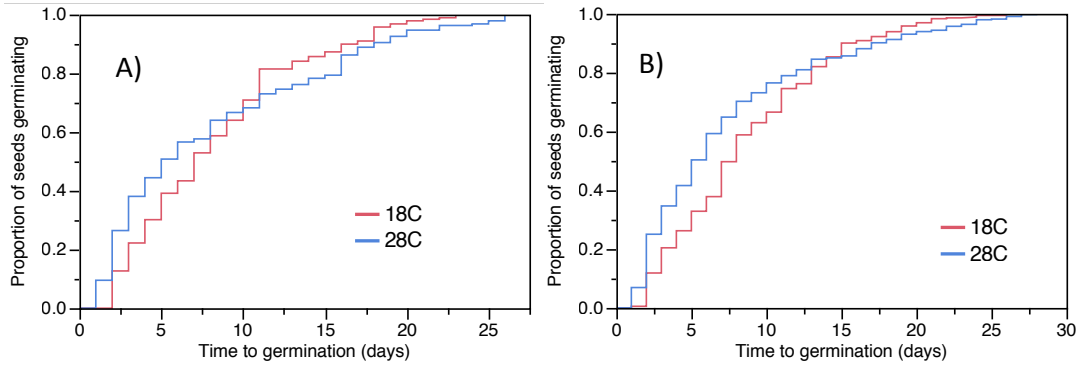 A)
Proportion of seeds germinating
1.0
0.8
0.6
0.4
0.2
0.0
18C
28C
0 5 10 15 20 25
Time to germination (days)
B)
Proportion of seeds germinating
1.0
0.8
0.6
0.4
0.2
0.0
18C
28C
0 5 10 15 20 25 30
Time to germination (days)